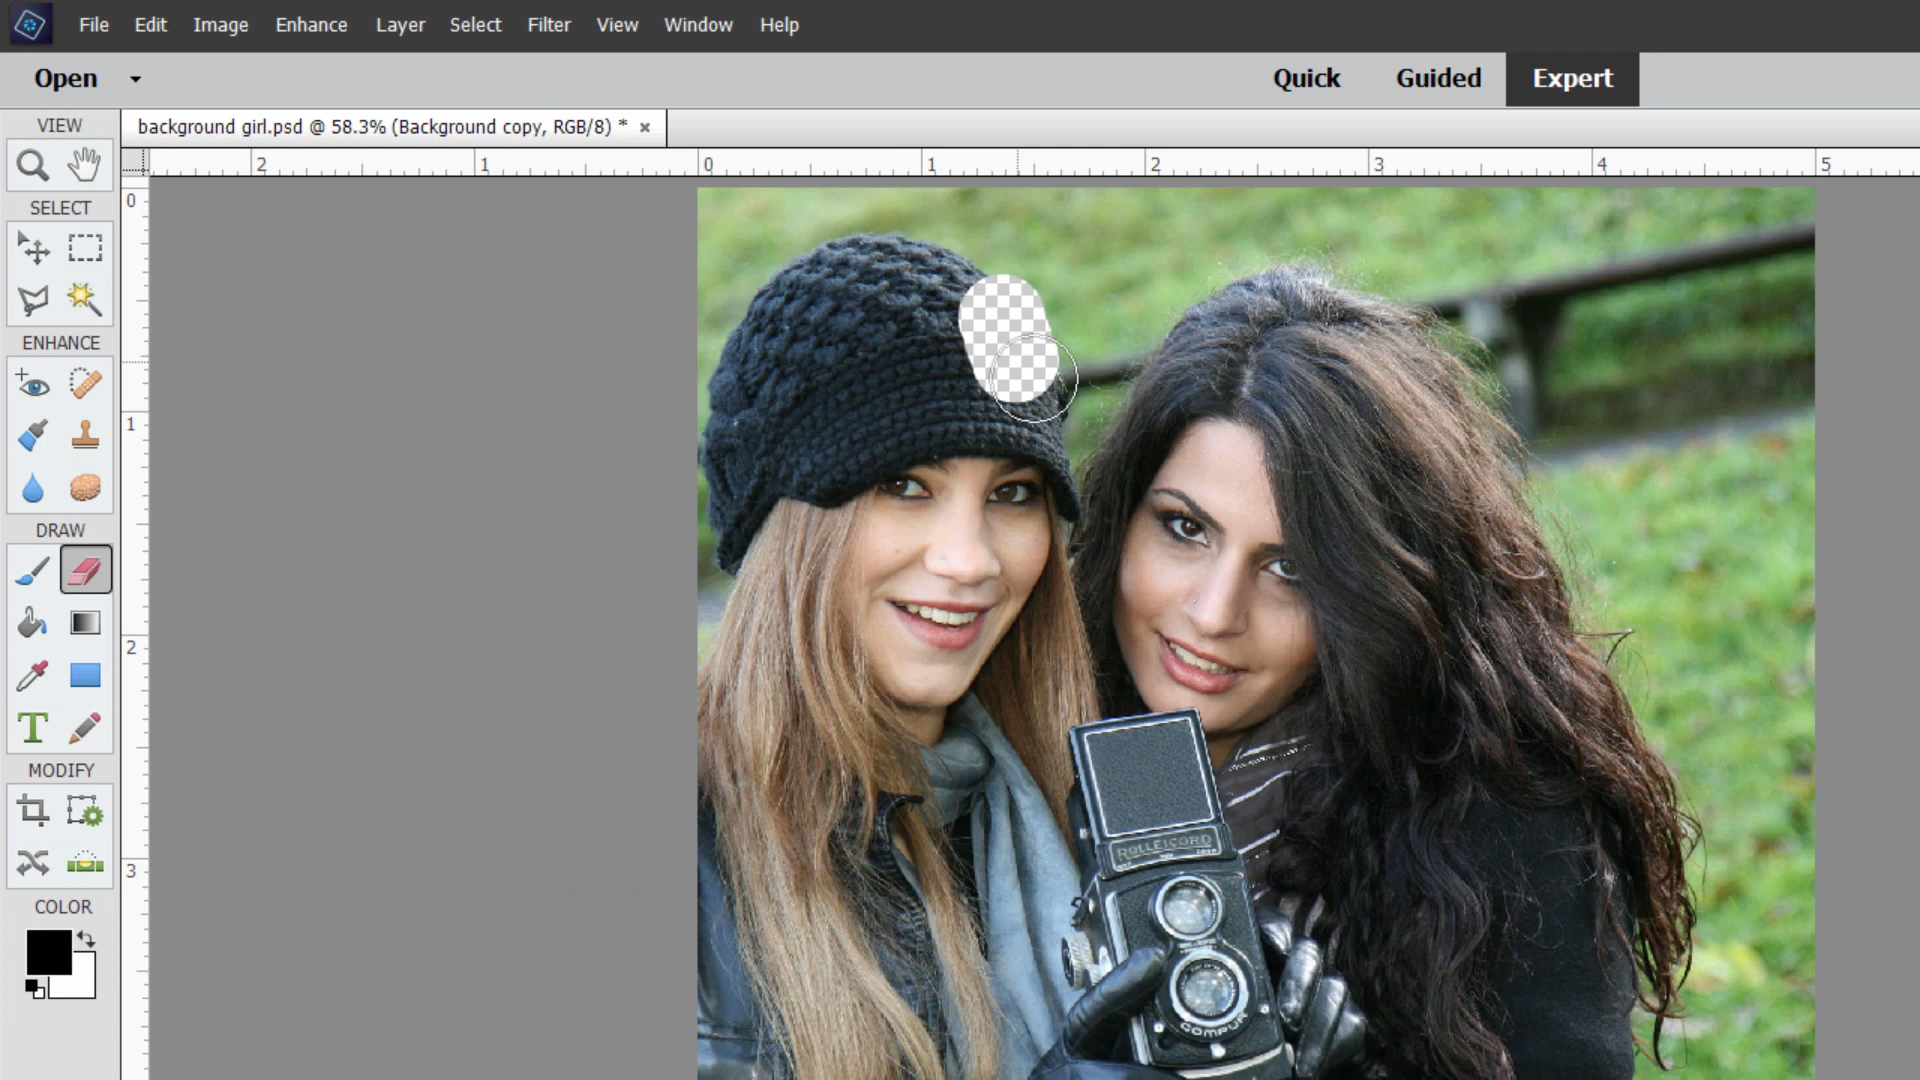 File Edit Image Enhance Layer Select Filter View Window Help
Open Quick Guided Expert
VIEW
background girl.psd @ 58.3% (Background copy, RGB/8) * ×
2 1 0 1 2 3 4 5
0
SELECT
ENHANCE
1
DRAW
2
T
MODIFY
ROLLEICORD
3
COLOR
COMPUR